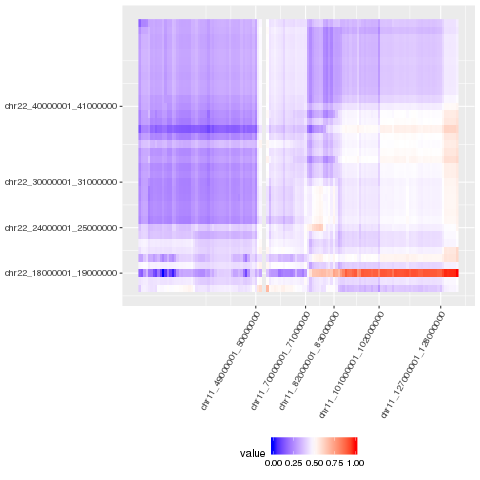 chr22_40000001_41000000
chr22_30000001_31000000
chr22_24000001_25000000
chr22_18000001_19000000
chr11_49000001_50000000
chr11_70000001_71000000
chr11_82000001_83000000
chr11_101000001_102000000
chr11_127000001_128000000
value
0.00 0.25 0.50 0.75 1.00